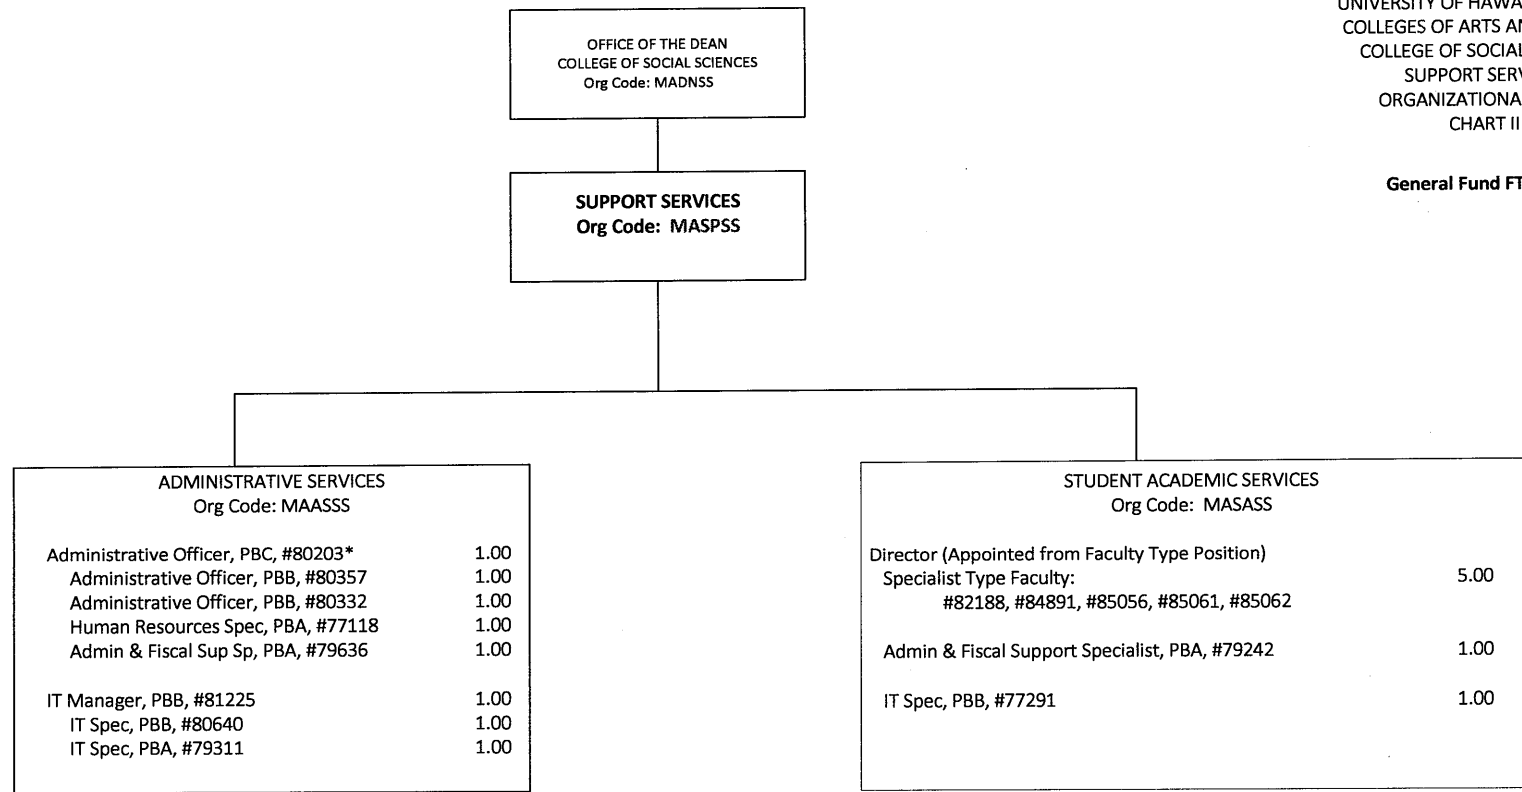 UNIVERSITY OF
COLLEGES OF ARTS
COLLEGE OF SOCIAL
SUPPORT
CHART II
General Fund
OFFICE OF THE DEAN
COLLEGE OF SOCIAL SCIENCES
Org Code: MADNSS
SUPPORT SERVICES
Org Code: MASPSS
ADMINISTRATIVE SERVICES
Org Code: MAASSS
Administrative Officer, PBC, #80203* 1.00
Administrative Officer, PBB, #80357 1.00
Administrative Officer, PBB, #80332 1.00
Human Resources Spec, PBA, #77118 1.00
Admin & Fiscal Sup Sp, PBA, #79636 1.00
IT Manager, PBB, #81225 1.00
IT Spec, PBB, #80640 1.00
IT Spec, PBA, #79311 1.00
STUDENT ACADEMIC SERVICES
Org Code: MASASS
Director (Appointed from Faculty Type Position)
Specialist Type Faculty: 5.00
#82188, #84891, #85056, #85061, #85062
Admin & Fiscal Support Specialist, PBA, #79242 1.00
IT Spec, PBB, #77291 1.00